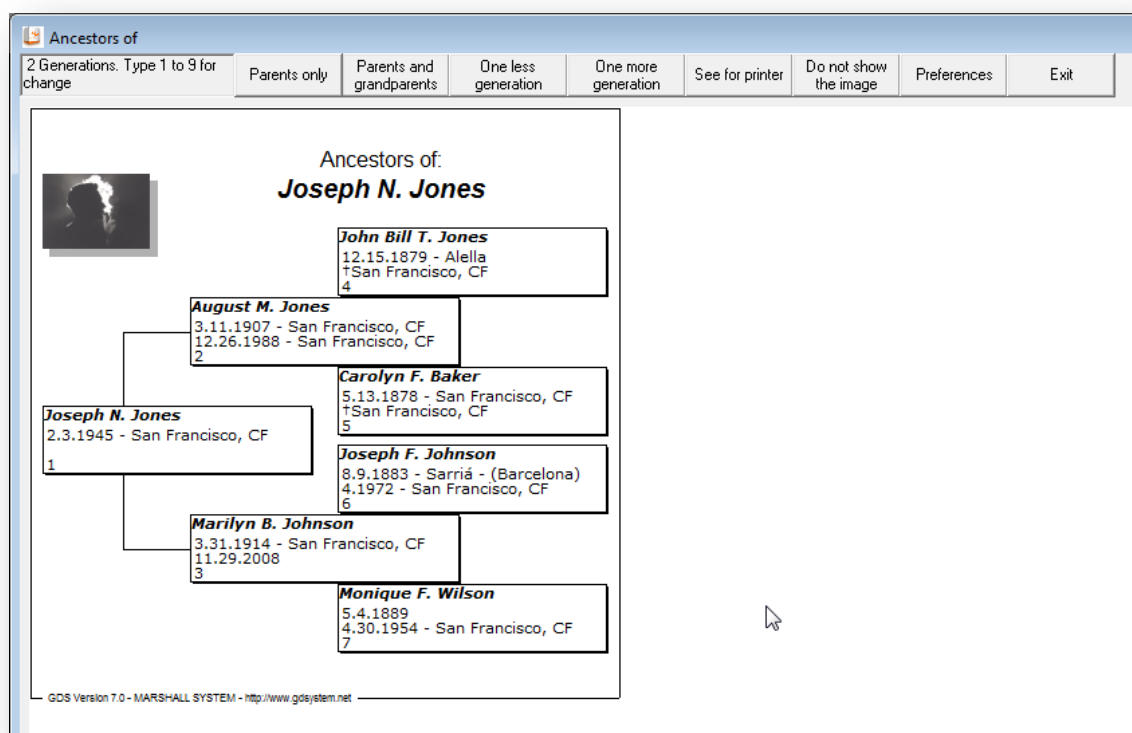 Ancestors of
2 Generations. Type 1 to 9 for
change
Parents only
Parents and
grandparents
One less
generation
One more
generation
See for printer
Do not show
the image
Preferences
Exit
Ancestors of:
Joseph N. Jones
John Bill T. Jones
12.15.1879 - Alella
†San Francisco, CF
4
August M. Jones
3.11.1907 - San Francisco, CF
12.26.1988 - San Francisco, CF
2
Carolyn F. Baker
5.13.1878 - San Francisco, CF
†San Francisco, CF
5
Joseph N. Jones
2.3.1945 - San Francisco, CF
1
Joseph F. Johnson
8.9.1883 - Sarriá - (Barcelona)
4.1972 - San Francisco, CF
6
Marilyn B. Johnson
3.31.1914 - San Francisco, CF
11.29.2008
3
Monique F. Wilson
5.4.1889
4.30.1954 - San Francisco, CF
7
GDS Version 7.0 - MARSHALL SYSTEM - http://www.gdsystem.net